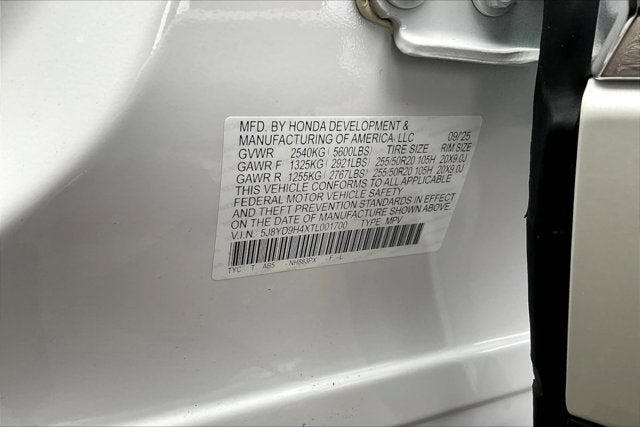 MFD. BY HONDA DEVELOPMENT &
MANUFACTURING OF AMERICA, LLC 09/25
GVWR 2540KG (5600LBS) TIRE SIZE RIM SIZE
GAWR F 1325KG (2921LBS) 255/50R20 105H 20X9.0J
GAWR R 1255KG (2767LBS) 255/50R20 105H 20X9.0J
THIS VEHICLE CONFORMS TO ALL APPLICABLE
FEDERAL MOTOR VEHICLE SAFETY
AND THEFT PREVENTION STANDARDS IN EFFECT
ON THE DATE OF MANUFACTURE SHOWN ABOVE.
V.I.N. 5J8YD9H4XTL001700 TYPE: MPV
TYC T AB5 NH883PX F-L